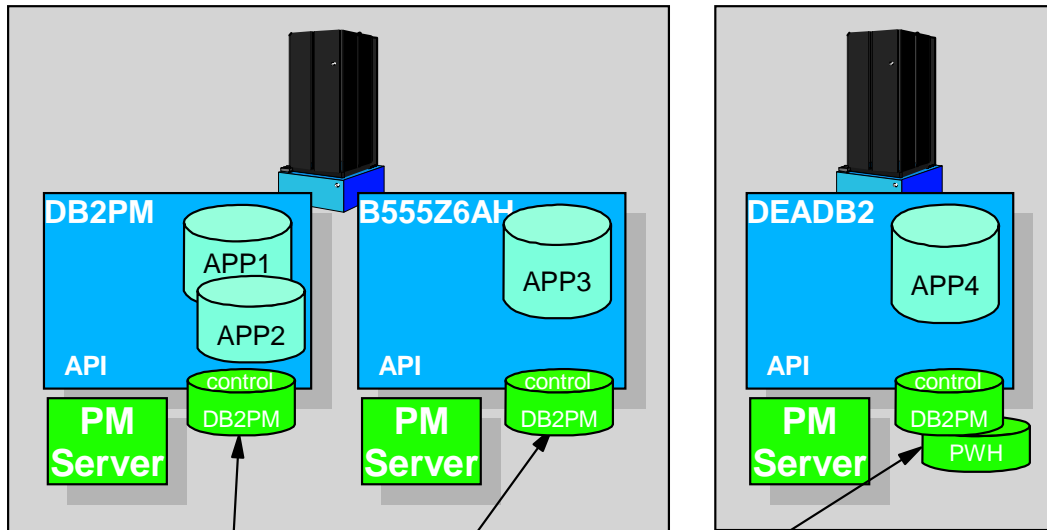 DB2PM
APP1
APP2
API
control
DB2PM
PM
Server
B555Z6AH
APP3
API
control
DB2PM
PM
Server
DEADB2
APP4
API
control
DB2PM
PWH
PM
Server